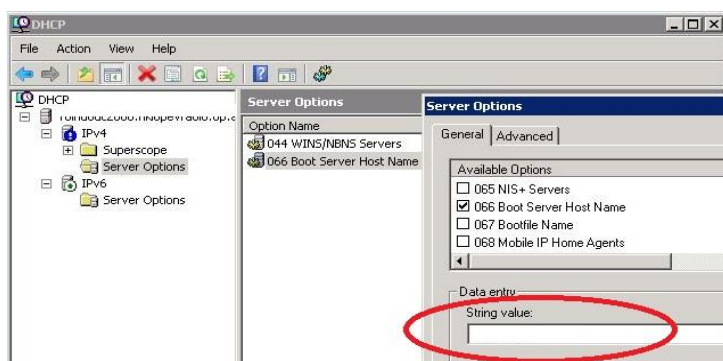 DHCP
File Action View Help
DHCP
IPv4
Superscope
Server Options
IPv6
Server Options
Server Options
Option Name
044 WINS/NBNS Servers
066 Boot Server Host Name
Server Options
General Advanced
Available Options
065 NIS+ Servers
066 Boot Server Host Name
067 Bootfile Name
068 Mobile IP Home Agents
Data entry
String value: